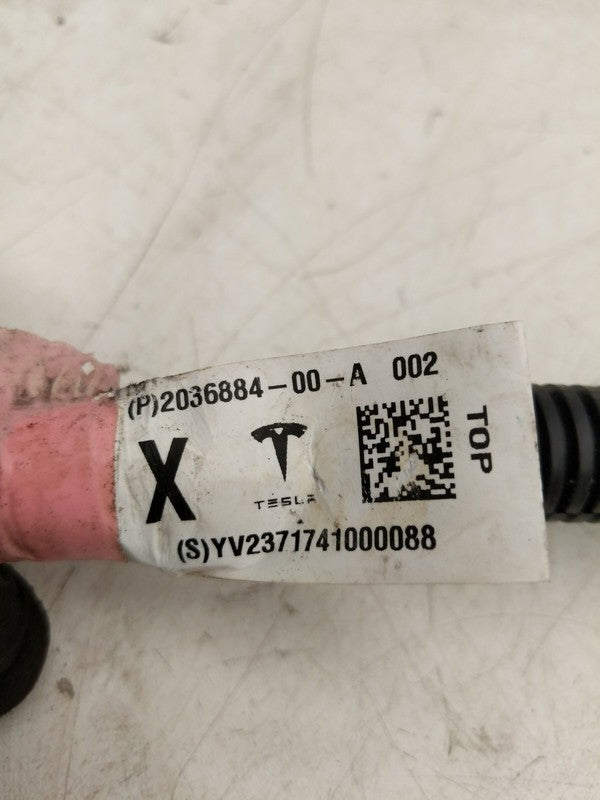 (P)2036884-00-A 002
X
TESLA
TOP
(S)YV2371741000088